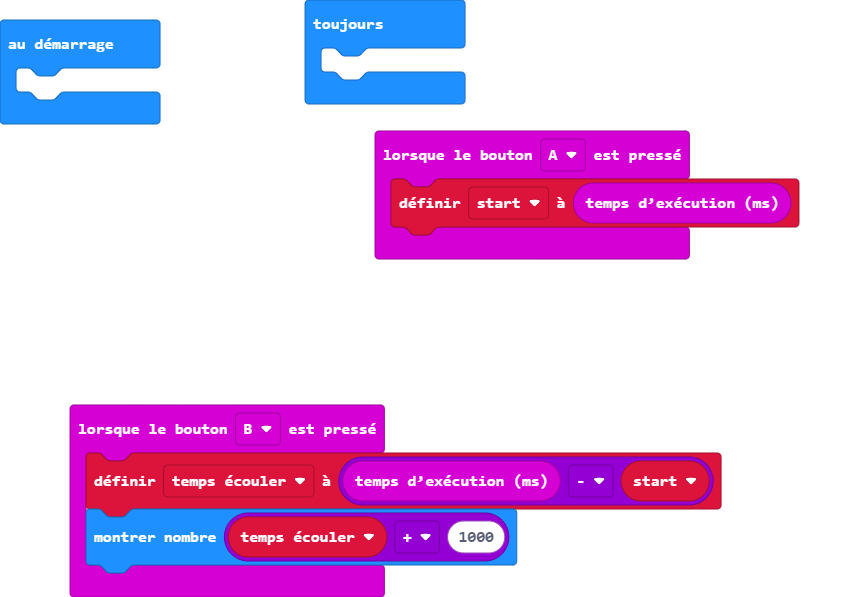 au démarrage
toujours
lorsque le bouton A est pressé
définir start à temps d’exécution (ms)
lorsque le bouton B est pressé
définir temps écouler à temps d’exécution (ms) - start
montrer nombre temps écouler + 1000